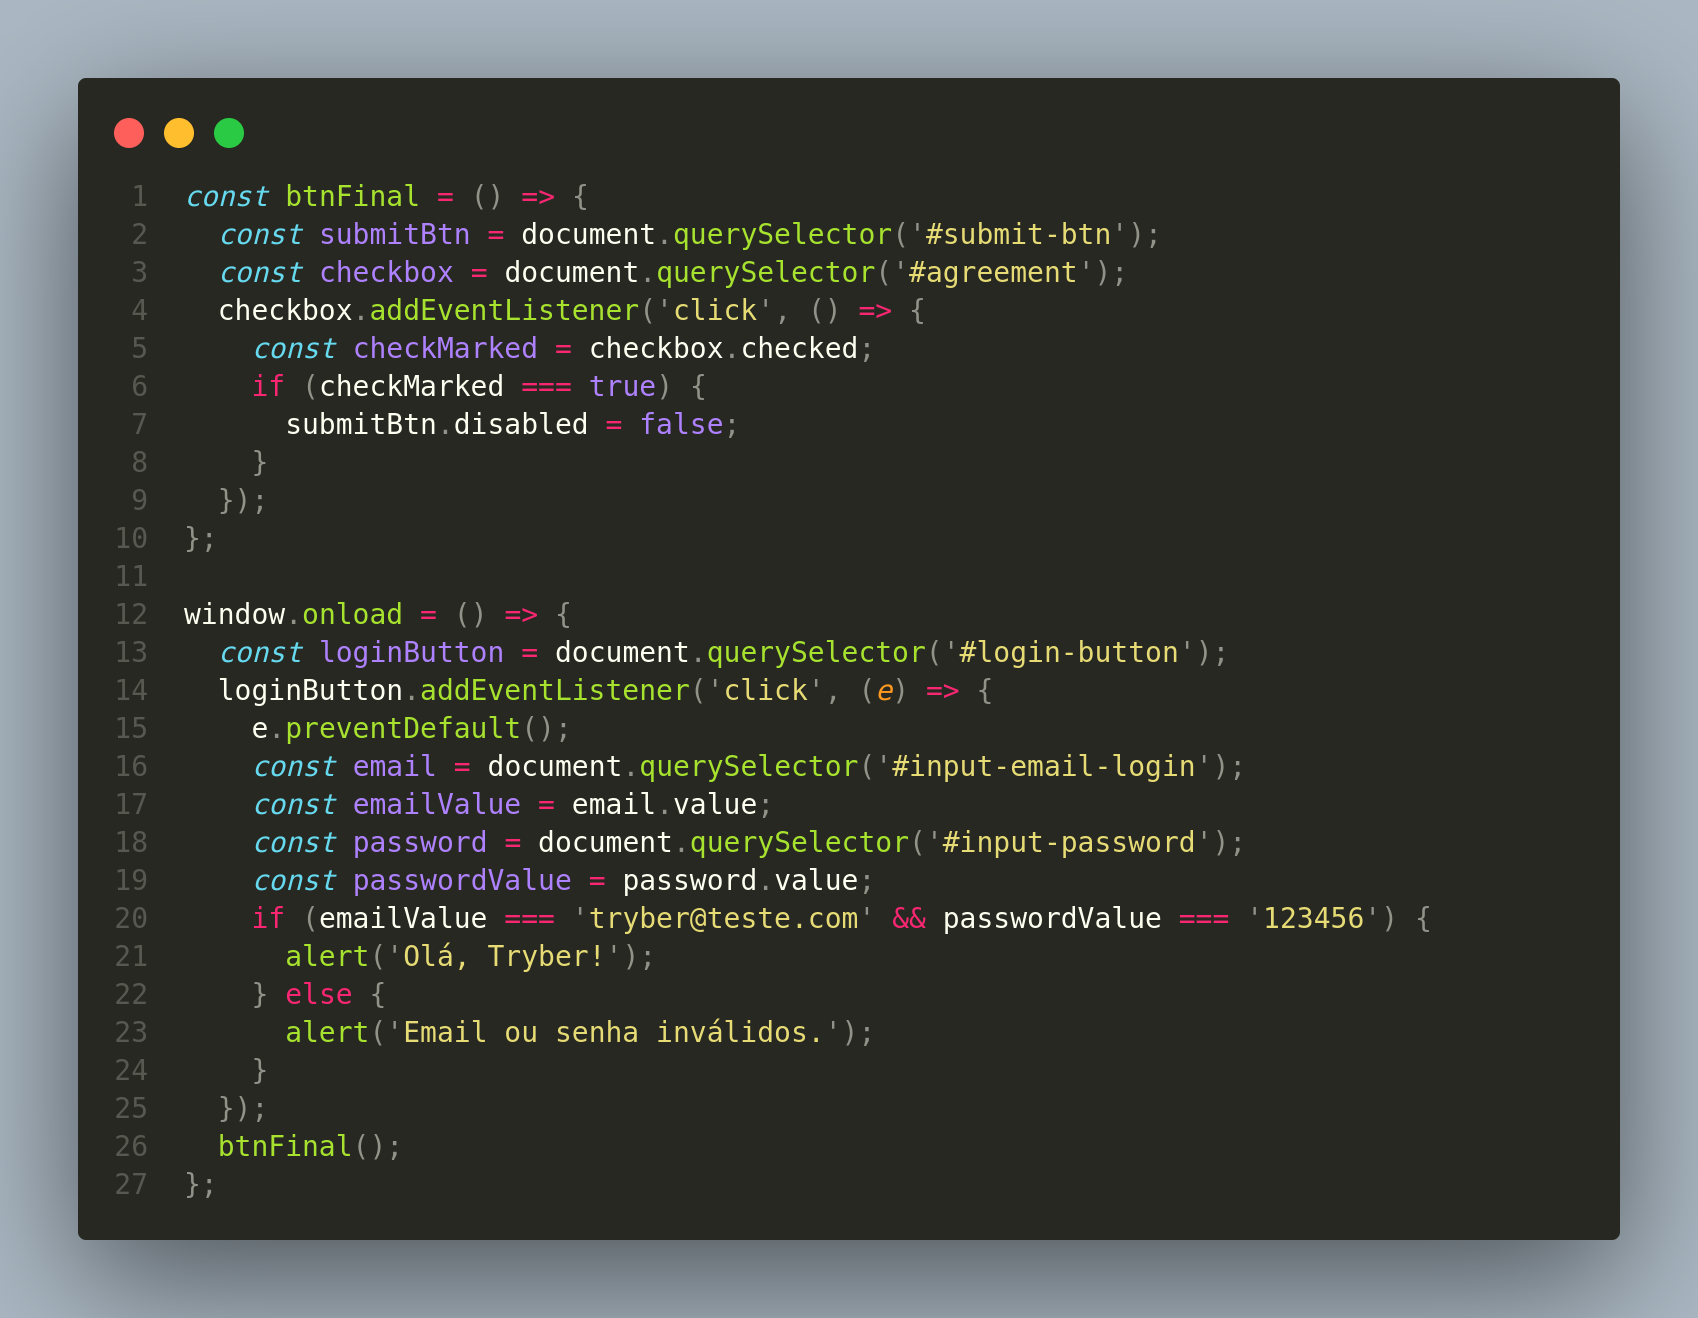 1 const btnFinal = () => {
2   const submitBtn = document.querySelector('#submit-btn');
3   const checkbox = document.querySelector('#agreement');
4   checkbox.addEventListener('click', () => {
5     const checkMarked = checkbox.checked;
6     if (checkMarked === true) {
7       submitBtn.disabled = false;
8     }
9   });
10 };
11
12 window.onload = () => {
13   const loginButton = document.querySelector('#login-button');
14   loginButton.addEventListener('click', (e) => {
15     e.preventDefault();
16     const email = document.querySelector('#input-email-login');
17     const emailValue = email.value;
18     const password = document.querySelector('#input-password');
19     const passwordValue = password.value;
20     if (emailValue === 'tryber@teste.com' && passwordValue === '123456') {
21       alert('Olá, Tryber!');
22     } else {
23       alert('Email ou senha inválidos.');
24     }
25   });
26   btnFinal();
27 };